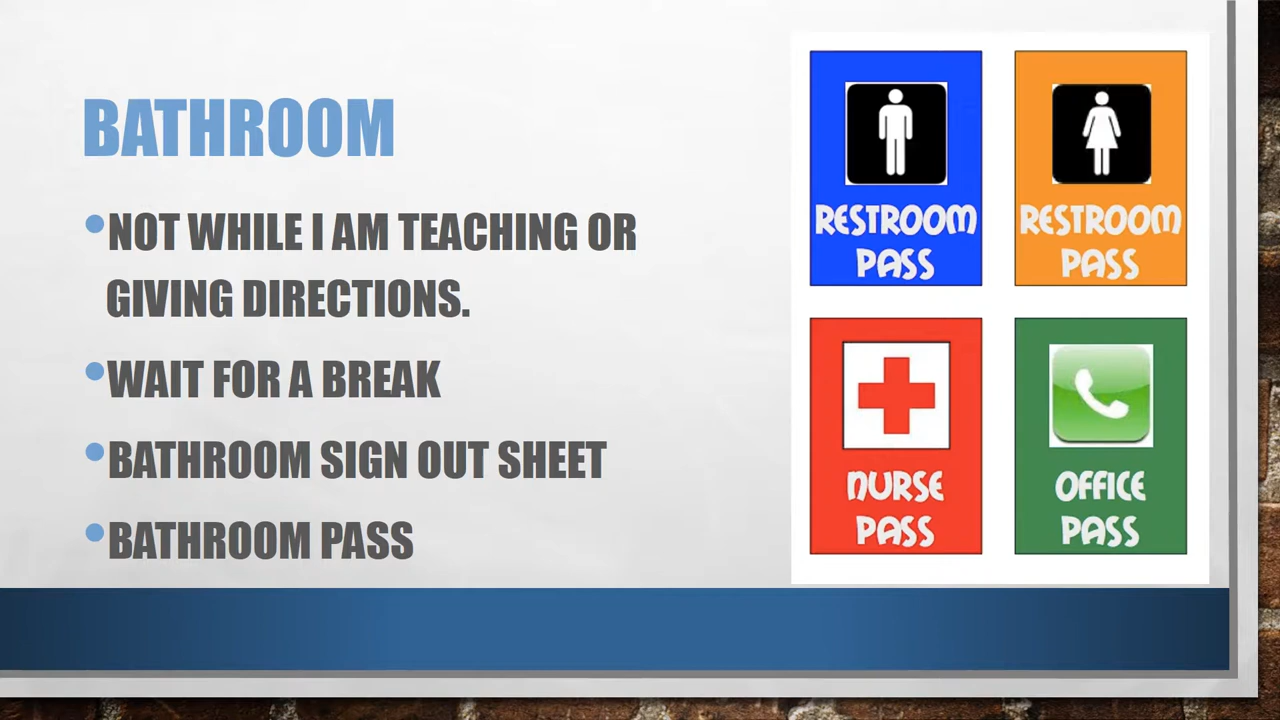 BATHROOM
•NOT WHILE I AM TEACHING OR
GIVING DIRECTIONS.
•WAIT FOR A BREAK
•BATHROOM SIGN OUT SHEET
•BATHROOM PASS
RESTROOM
PASS
RESTROOM
PASS
NURSE
PASS
OFFICE
PASS